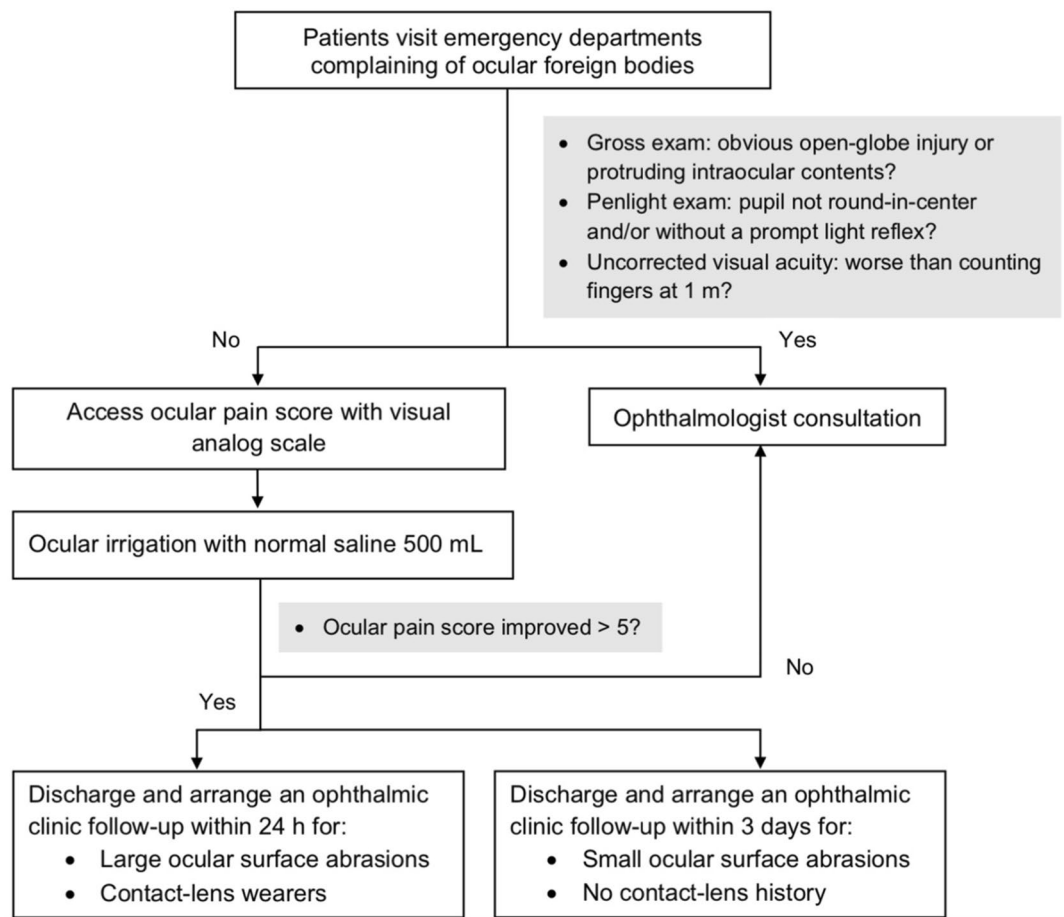 Patients visit emergency departments
complaining of ocular foreign bodies
• Gross exam: obvious open-globe injury or
protruding intraocular contents?
• Penlight exam: pupil not round-in-center
and/or without a prompt light reflex?
• Uncorrected visual acuity: worse than counting
fingers at 1 m?
No
Yes
Access ocular pain score with visual
analog scale
Ophthalmologist consultation
Ocular irrigation with normal saline 500 mL
• Ocular pain score improved > 5?
No
Yes
Discharge and arrange an ophthalmic
clinic follow-up within 24 h for:
• Large ocular surface abrasions
• Contact-lens wearers
Discharge and arrange an ophthalmic
clinic follow-up within 3 days for:
• Small ocular surface abrasions
• No contact-lens history